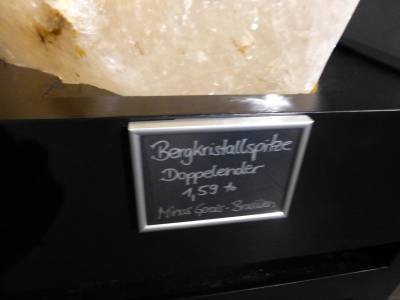 Bergkristallspitze
Doppelender
1,59 to
Minas Gerais - Brasilien